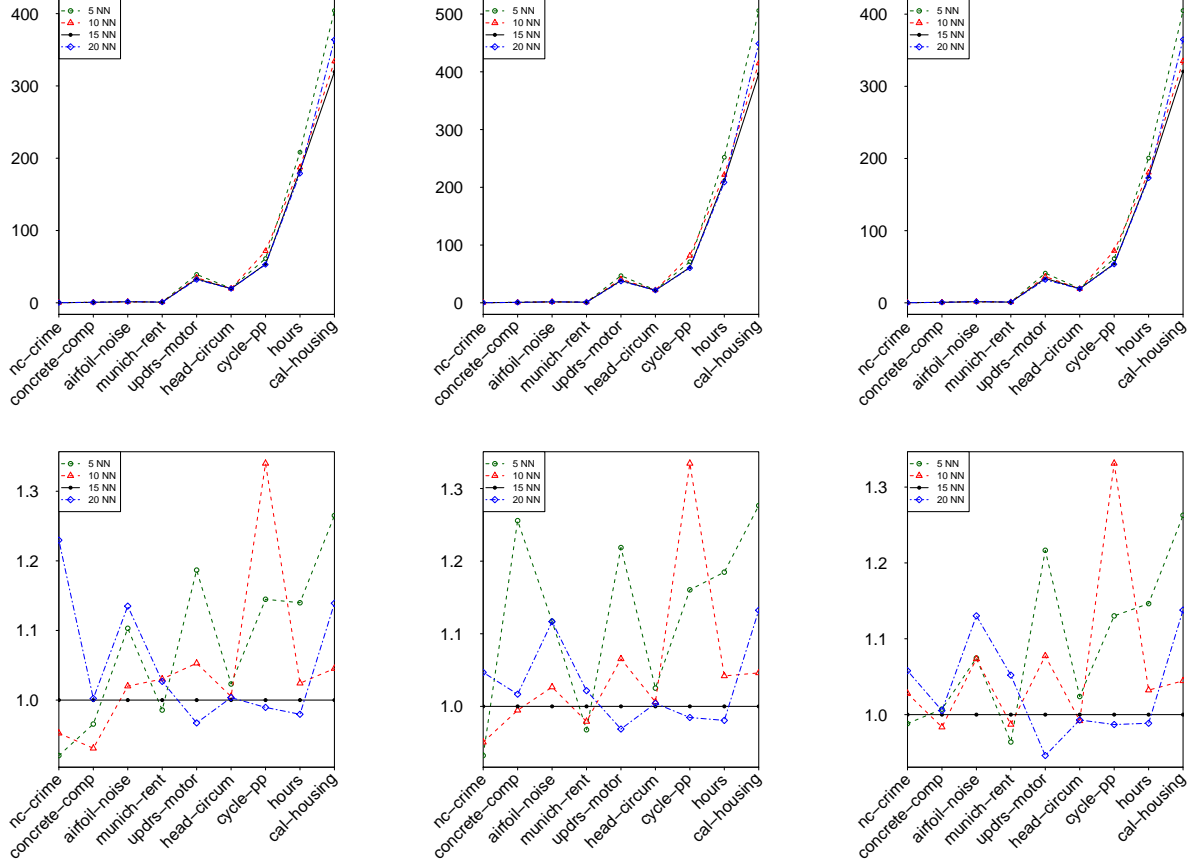 400
300
200
100
0
5 NN
10 NN
15 NN
20 NN
nc−crime
concrete−comp
airfoil−noise
munich−rent
updrs−motor
head−circum
cycle−pp
hours
cal−housing
500
400
300
200
100
0
5 NN
10 NN
15 NN
20 NN
nc−crime
concrete−comp
airfoil−noise
munich−rent
updrs−motor
head−circum
cycle−pp
hours
cal−housing
400
300
200
100
0
5 NN
10 NN
15 NN
20 NN
nc−crime
concrete−comp
airfoil−noise
munich−rent
updrs−motor
head−circum
cycle−pp
hours
cal−housing
1.3
1.2
1.1
1.0
5 NN
10 NN
15 NN
20 NN
nc−crime
concrete−comp
airfoil−noise
munich−rent
updrs−motor
head−circum
cycle−pp
hours
cal−housing
1.3
1.2
1.1
1.0
5 NN
10 NN
15 NN
20 NN
nc−crime
concrete−comp
airfoil−noise
munich−rent
updrs−motor
head−circum
cycle−pp
hours
cal−housing
1.3
1.2
1.1
1.0
5 NN
10 NN
15 NN
20 NN
nc−crime
concrete−comp
airfoil−noise
munich−rent
updrs−motor
head−circum
cycle−pp
hours
cal−housing